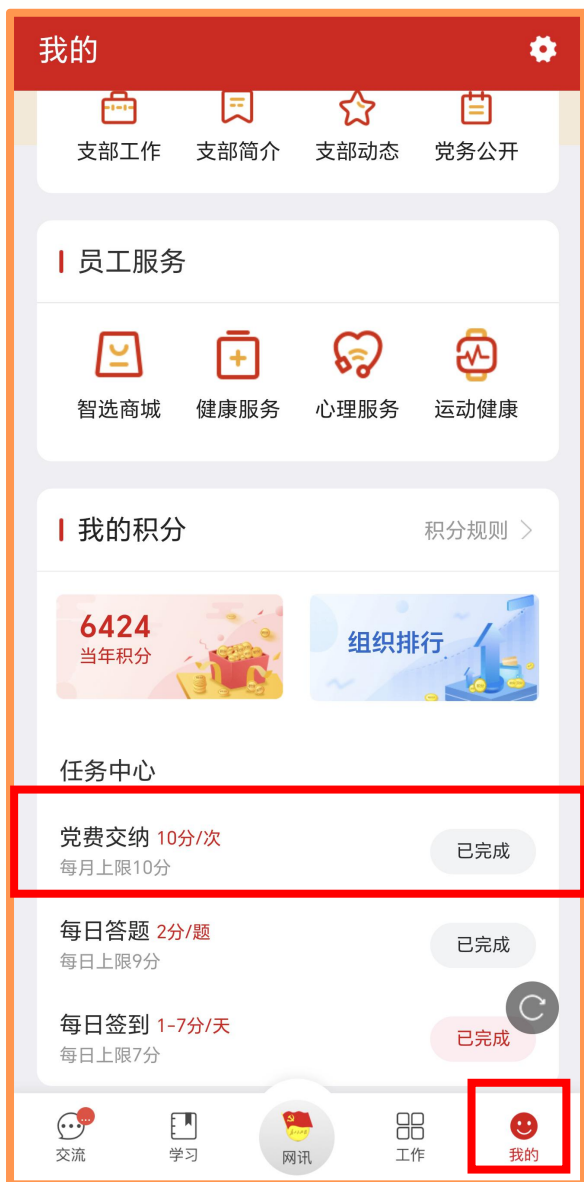 我的
支部工作 支部简介 支部动态 党务公开
员工服务
智选商城 健康服务 心理服务 运动健康
我的积分 积分规则
6424
当年积分
组织排行
任务中心
党费交纳 10分/次
每月上限10分
已完成
每日答题 2分/题
每日上限9分
已完成
每日签到 1-7分/天
每日上限7分
已完成
交流 学习 网讯 工作 我的